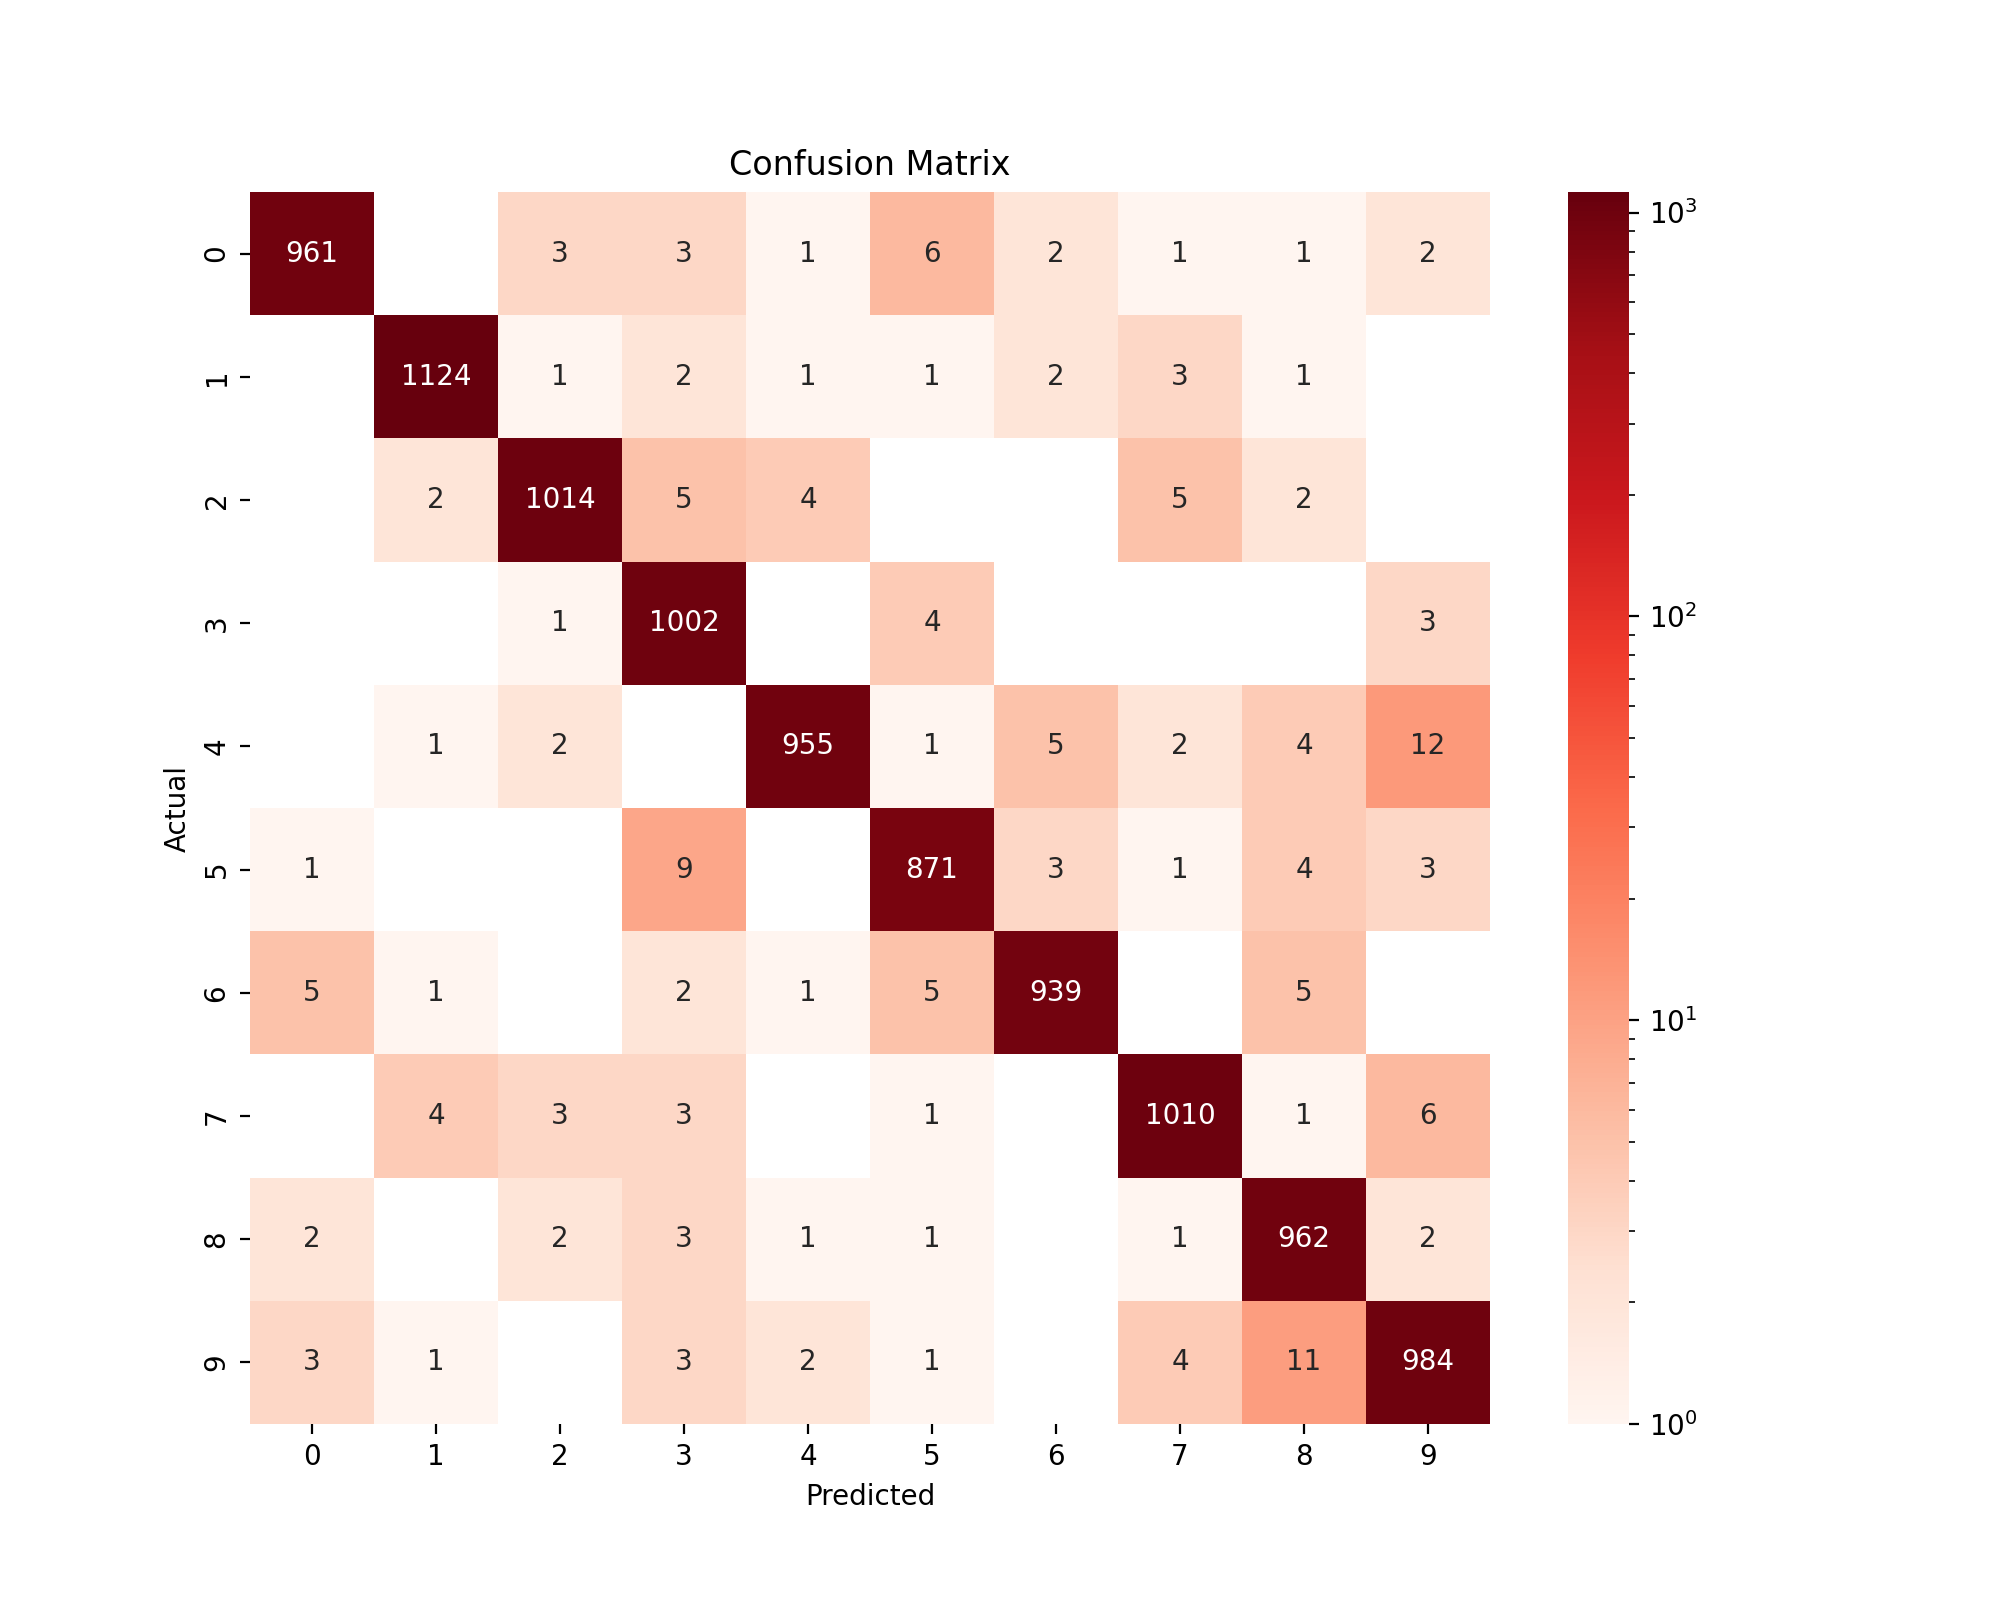 Confusion Matrix
0 961 3 3 1 6 2 1 1 2
1 1124 1 2 1 1 2 3 1
2 2 1014 5 4 5 2
3 1 1002 4 3
4 1 2 955 1 5 2 4 12
5 1 9 871 3 1 4 3
6 5 1 2 1 5 939 5
7 4 3 3 1 1010 1 6
8 2 2 3 1 1 1 962 2
9 3 1 3 2 1 4 11 984
0 1 2 3 4 5 6 7 8 9
Predicted
Actual
10³
10²
10¹
10⁰